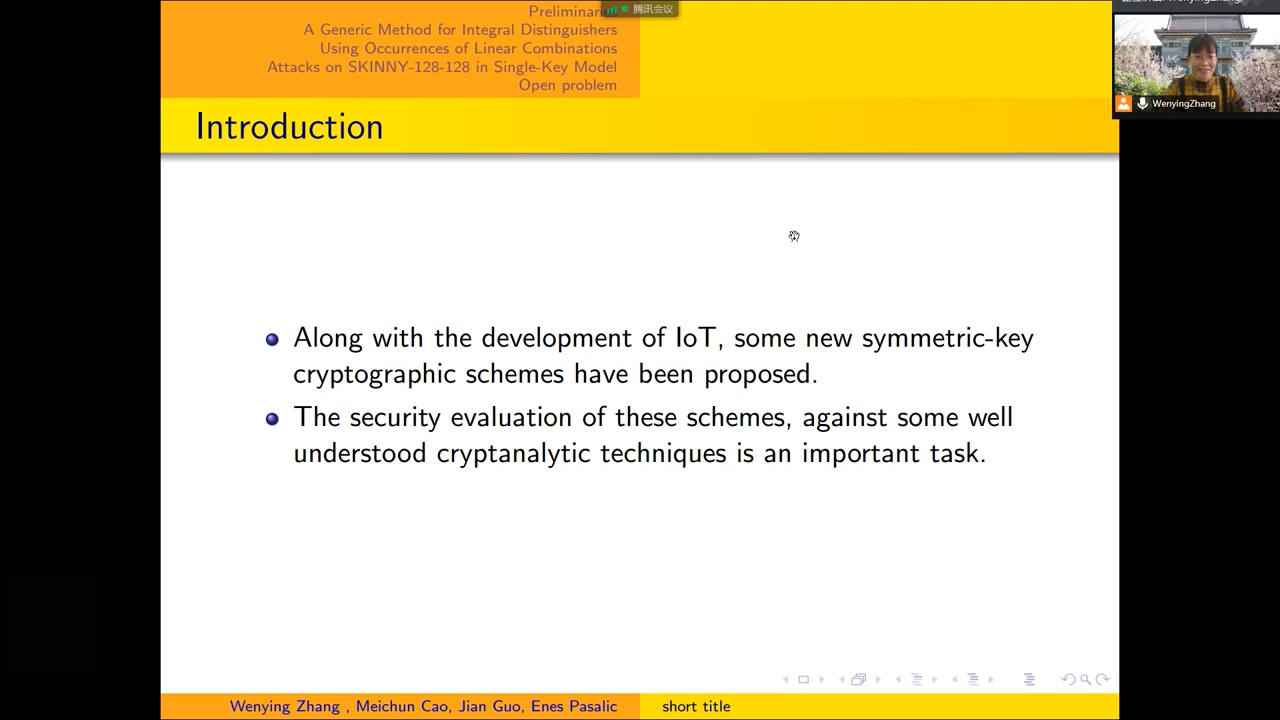 Preliminaries
腾讯会议
A Generic Method for Integral Distinguishers
Using Occurrences of Linear Combinations
Attacks on SKINNY-128-128 in Single-Key Model
Open problem
WenyingZhang
Introduction
Along with the development of IoT, some new symmetric-key
cryptographic schemes have been proposed.
The security evaluation of these schemes, against some well
understood cryptanalytic techniques is an important task.
Wenying Zhang , Meichun Cao, Jian Guo, Enes Pasalic
short title